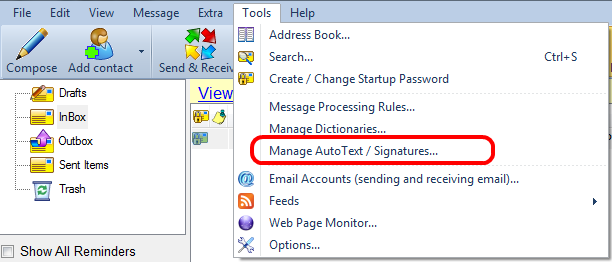 File Edit View Message Extra Tools Help
Compose Add contact Send & Receiv
Drafts
InBox
Outbox
Sent Items
Trash
Show All Reminders
View
Address Book...
Search... Ctrl+S
Create / Change Startup Password
Message Processing Rules...
Manage Dictionaries...
Manage AutoText / Signatures...
Email Accounts (sending and receiving email)...
Feeds
Web Page Monitor...
Options...